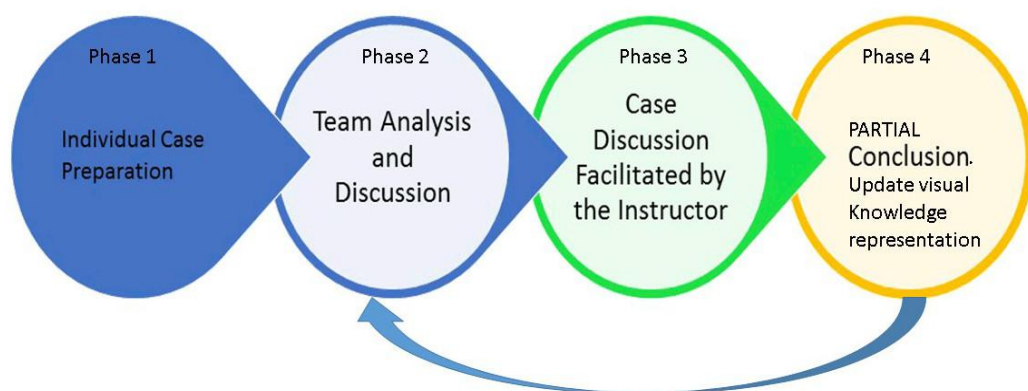 Phase 1
Individual Case
Preparation
Phase 2
Team Analysis
and
Discussion
Phase 3
Case
Discussion
Facilitated by
the Instructor
Phase 4
PARTIAL
Conclusion.
Update visual
Knowledge
representation